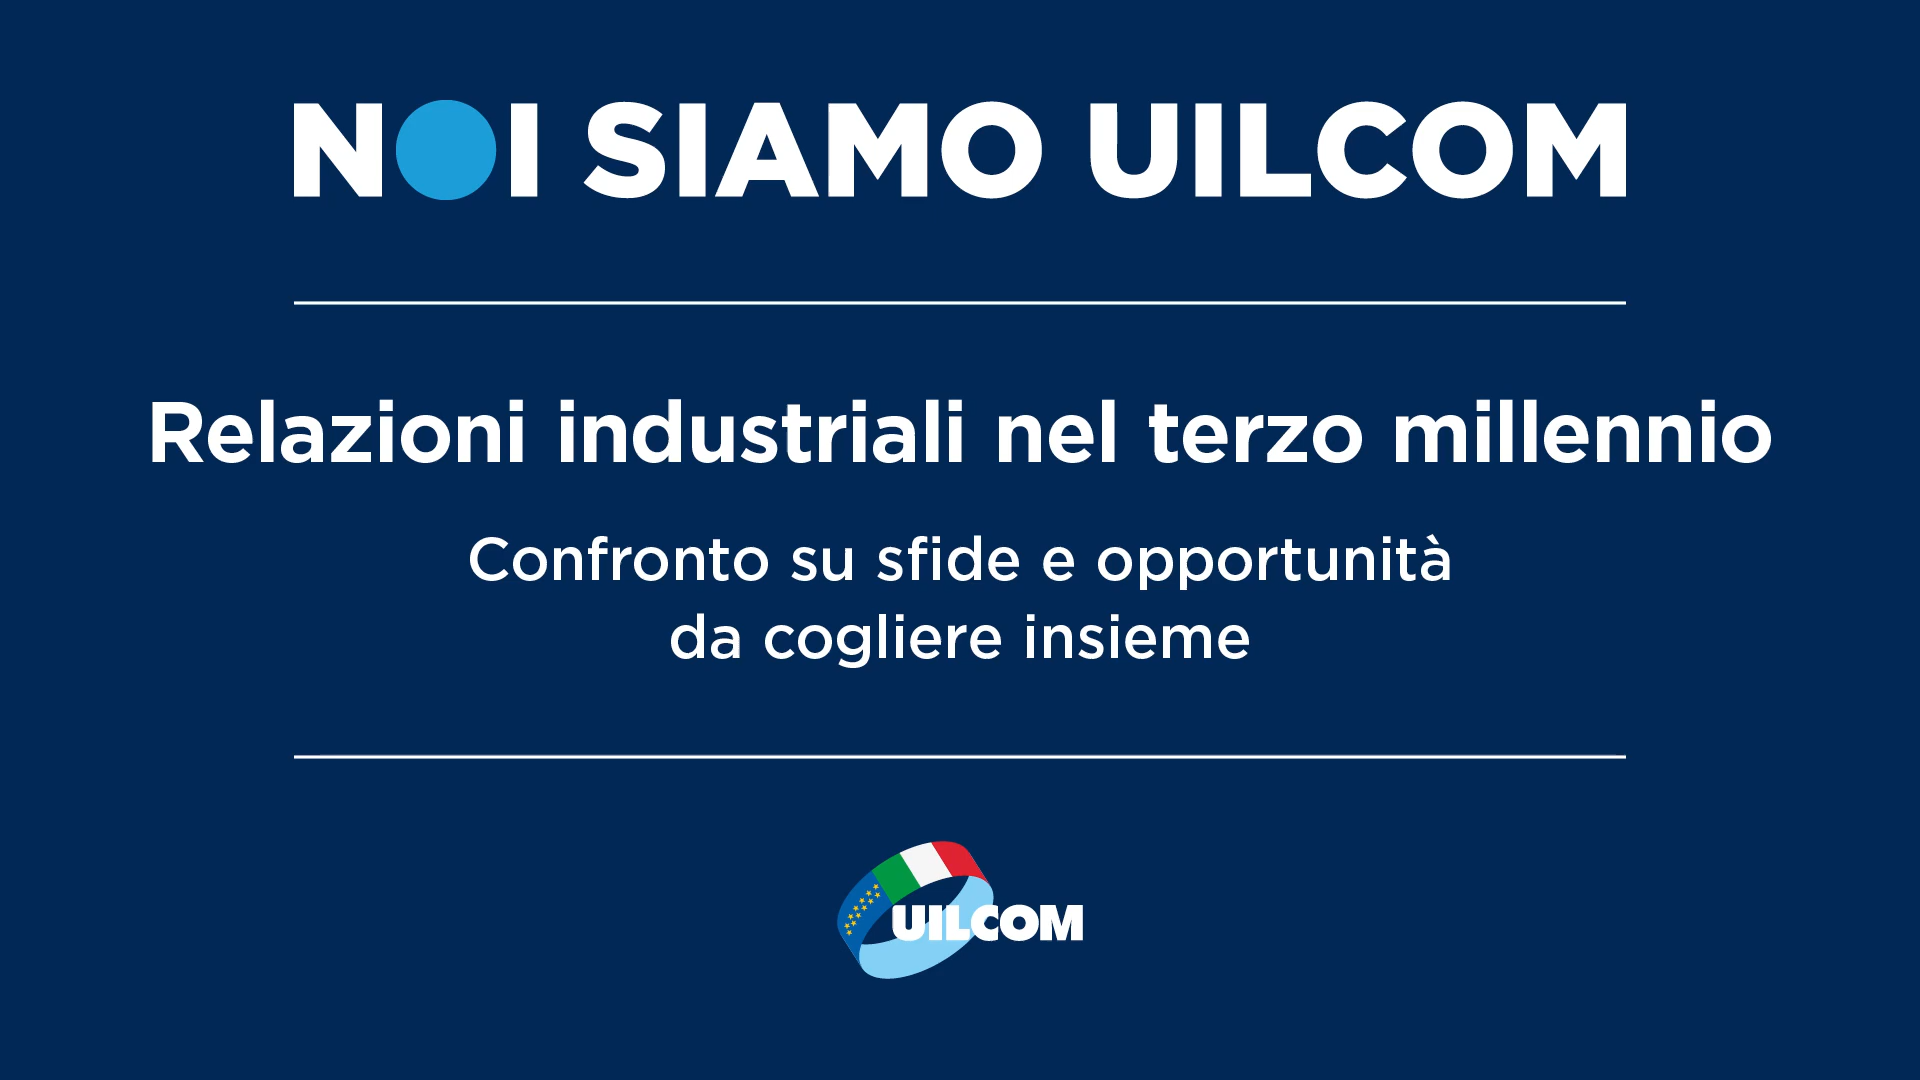 NOI SIAMO UILCOM
Relazioni industriali nel terzo millennio
Confronto su sfide e opportunità
da cogliere insieme
UILCOM